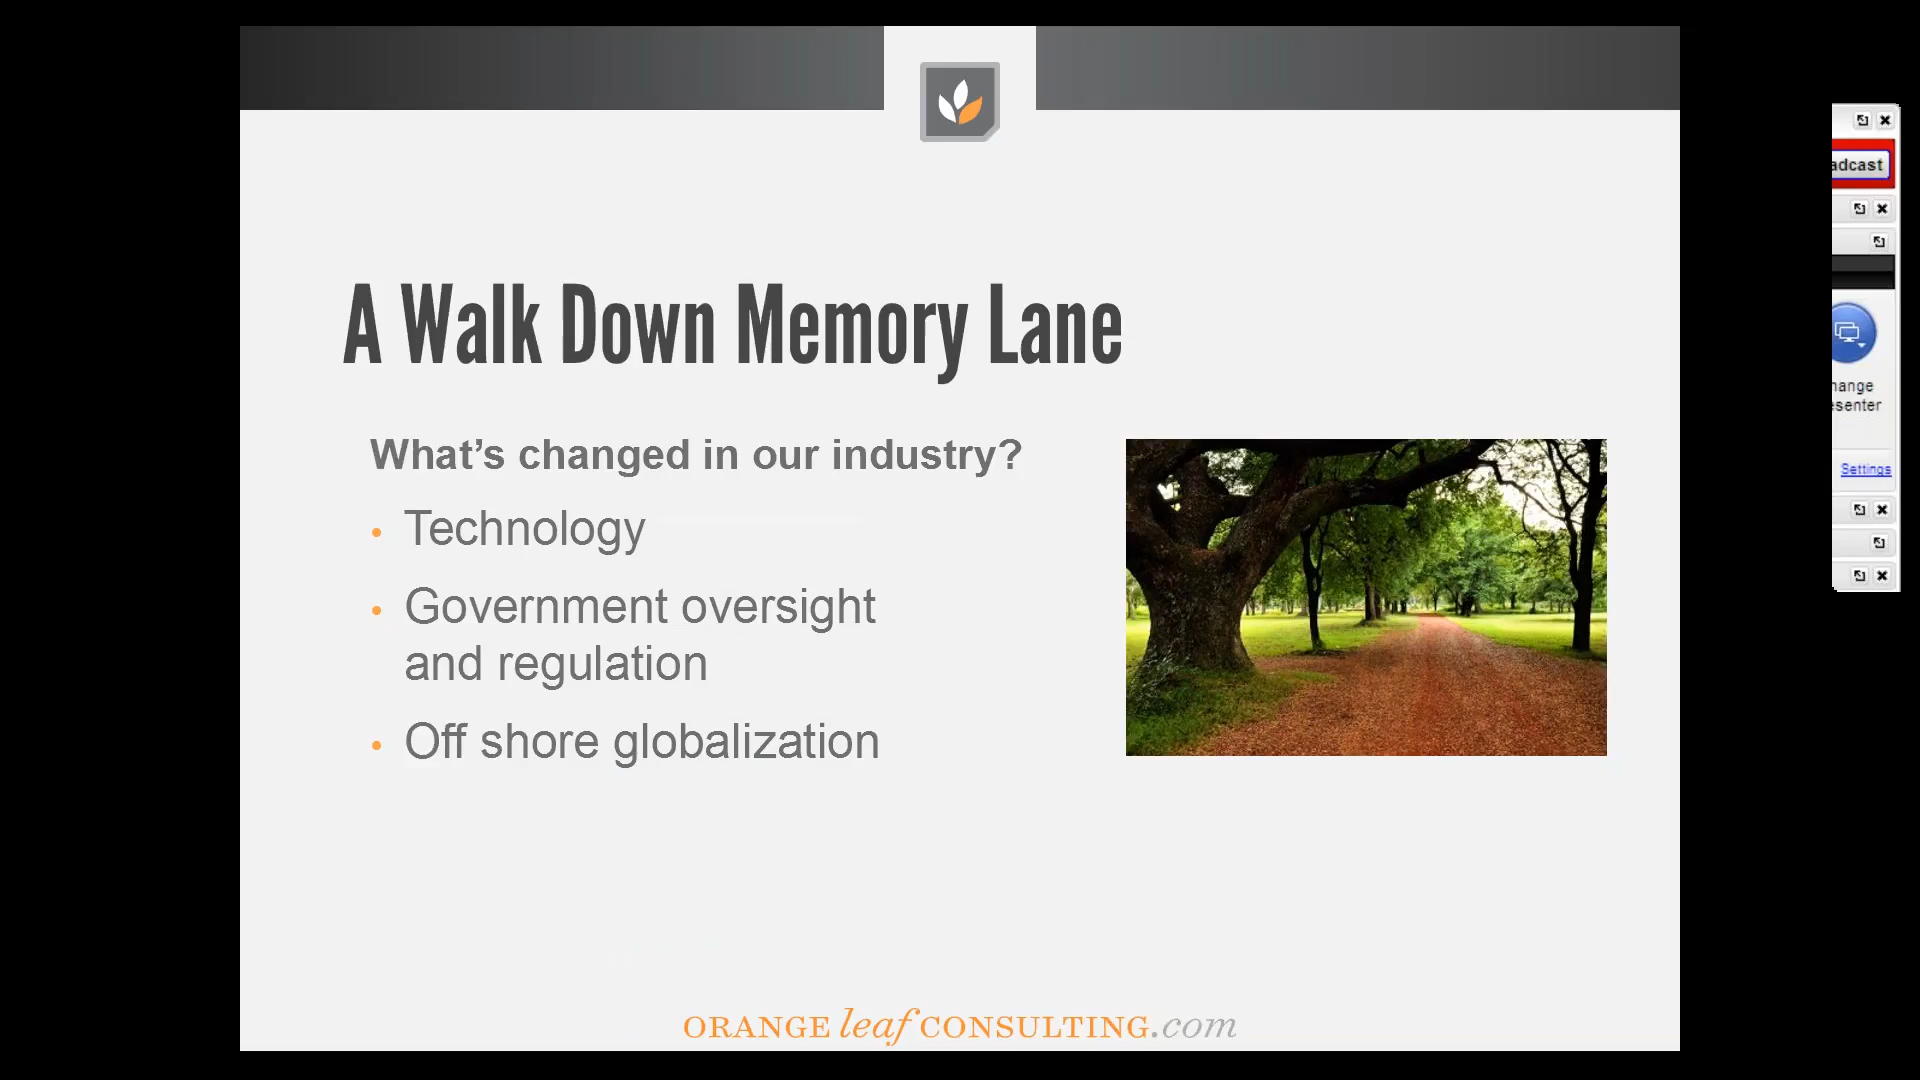 A Walk Down Memory Lane
What's changed in our industry?
• Technology
• Government oversight
and regulation
• Off shore globalization
ORANGE leaf CONSULTING.com
adcast
hange
senter
Settings